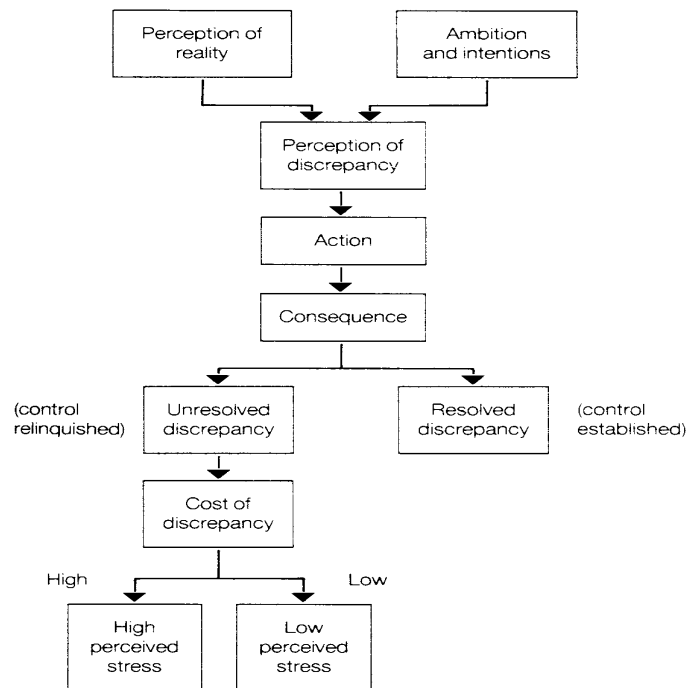 Perception of
reality
Ambition
and intentions
Perception of
discrepancy
Action
Consequence
(control
relinquished)
Unresolved
discrepancy
Resolved
discrepancy
(control
established)
Cost of
discrepancy
High
Low
High
perceived
stress
Low
perceived
stress